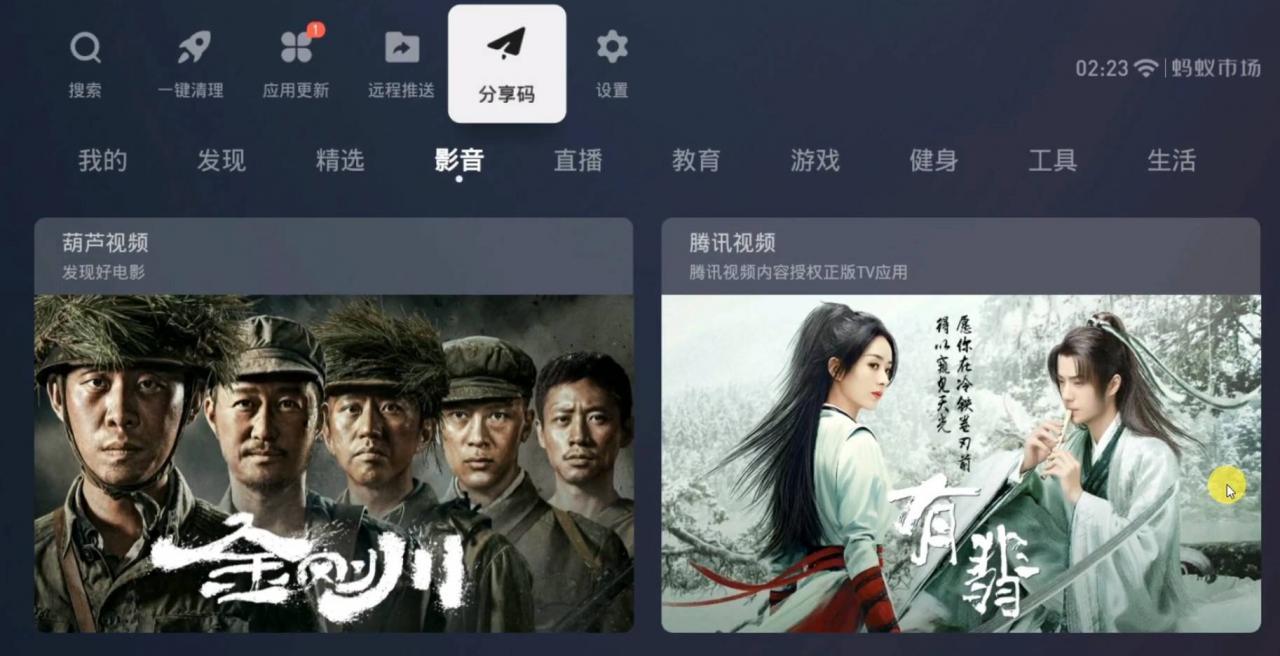 搜索
一键清理
1
应用更新
远程推送
分享码
设置
02:23
蚂蚁市场
我的
发现
精选
影音
直播
教育
游戏
健身
工具
生活
葫芦视频
发现好电影
金刚川
腾讯视频
腾讯视频内容授权正版TV应用
愿你在冷铁卷刃前
得以窥见天光
有翡